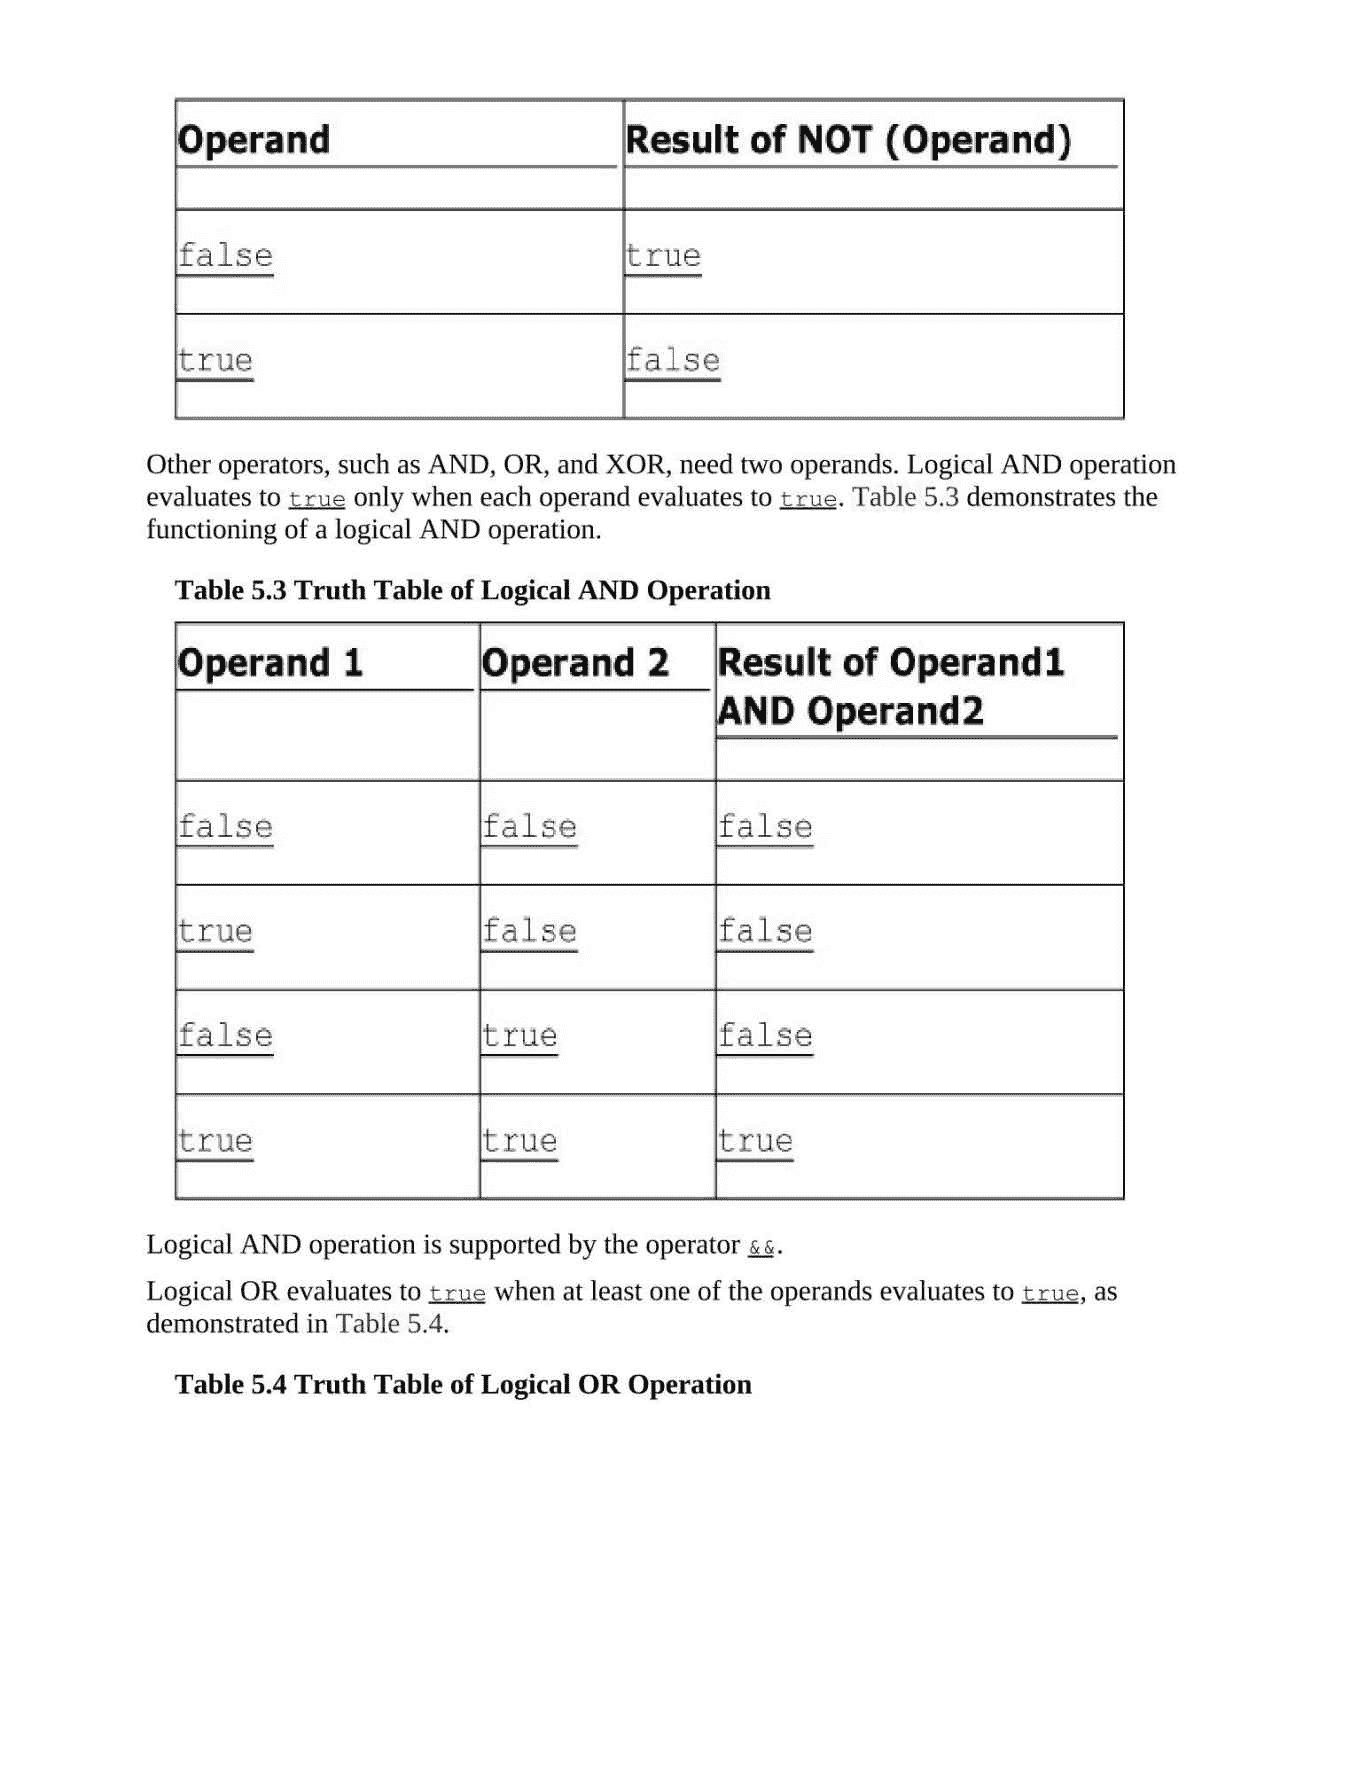 Operand Result of NOT (Operand)
false true
true false
Other operators, such as AND, OR, and XOR, need two operands. Logical AND operation
evaluates to true only when each operand evaluates to true. Table 5.3 demonstrates the
functioning of a logical AND operation.
Table 5.3 Truth Table of Logical AND Operation
Operand 1 Operand 2 Result of Operand1
AND Operand2
false false false
true false false
false true false
true true true
Logical AND operation is supported by the operator &&.
Logical OR evaluates to true when at least one of the operands evaluates to true, as
demonstrated in Table 5.4.
Table 5.4 Truth Table of Logical OR Operation